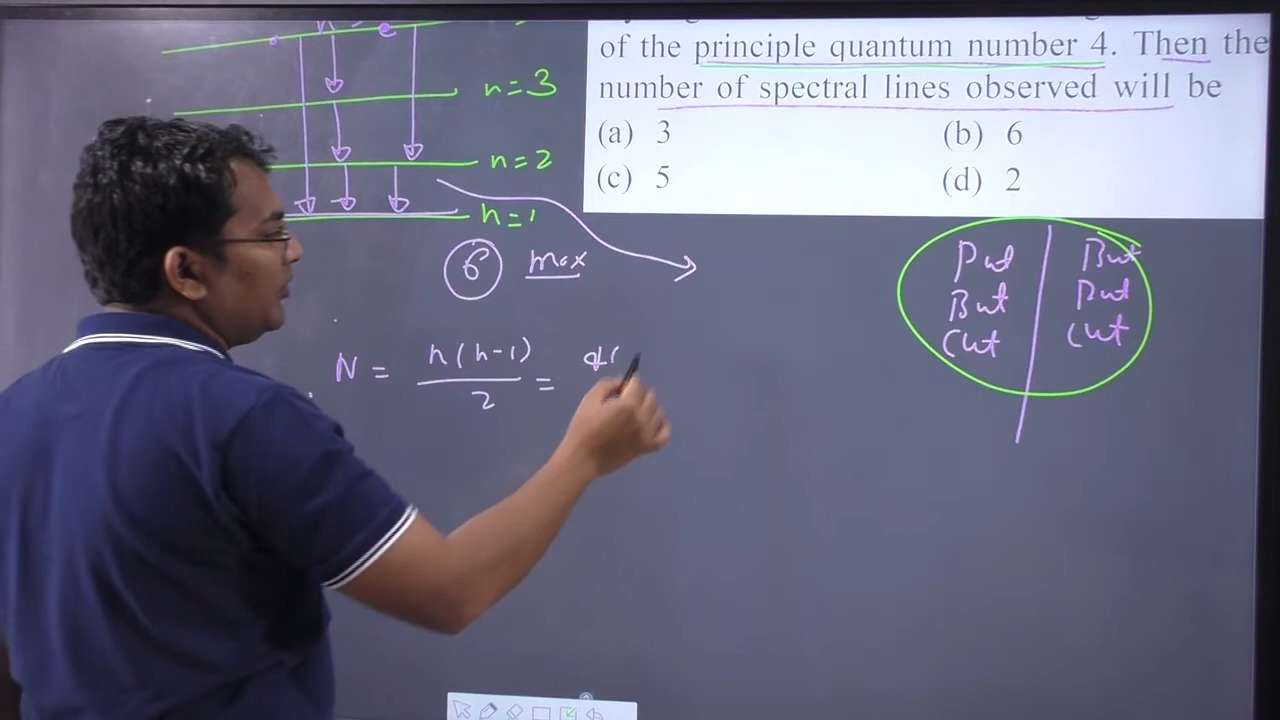 of the principle quantum number 4. Then the
number of spectral lines observed will be
(a) 3
(b) 6
(c) 5
(d) 2
e
n=3
n=2
n=1
6 max
N = n(n-1) / 2 = 4(
Put
But
Cut
But
Put
Cut